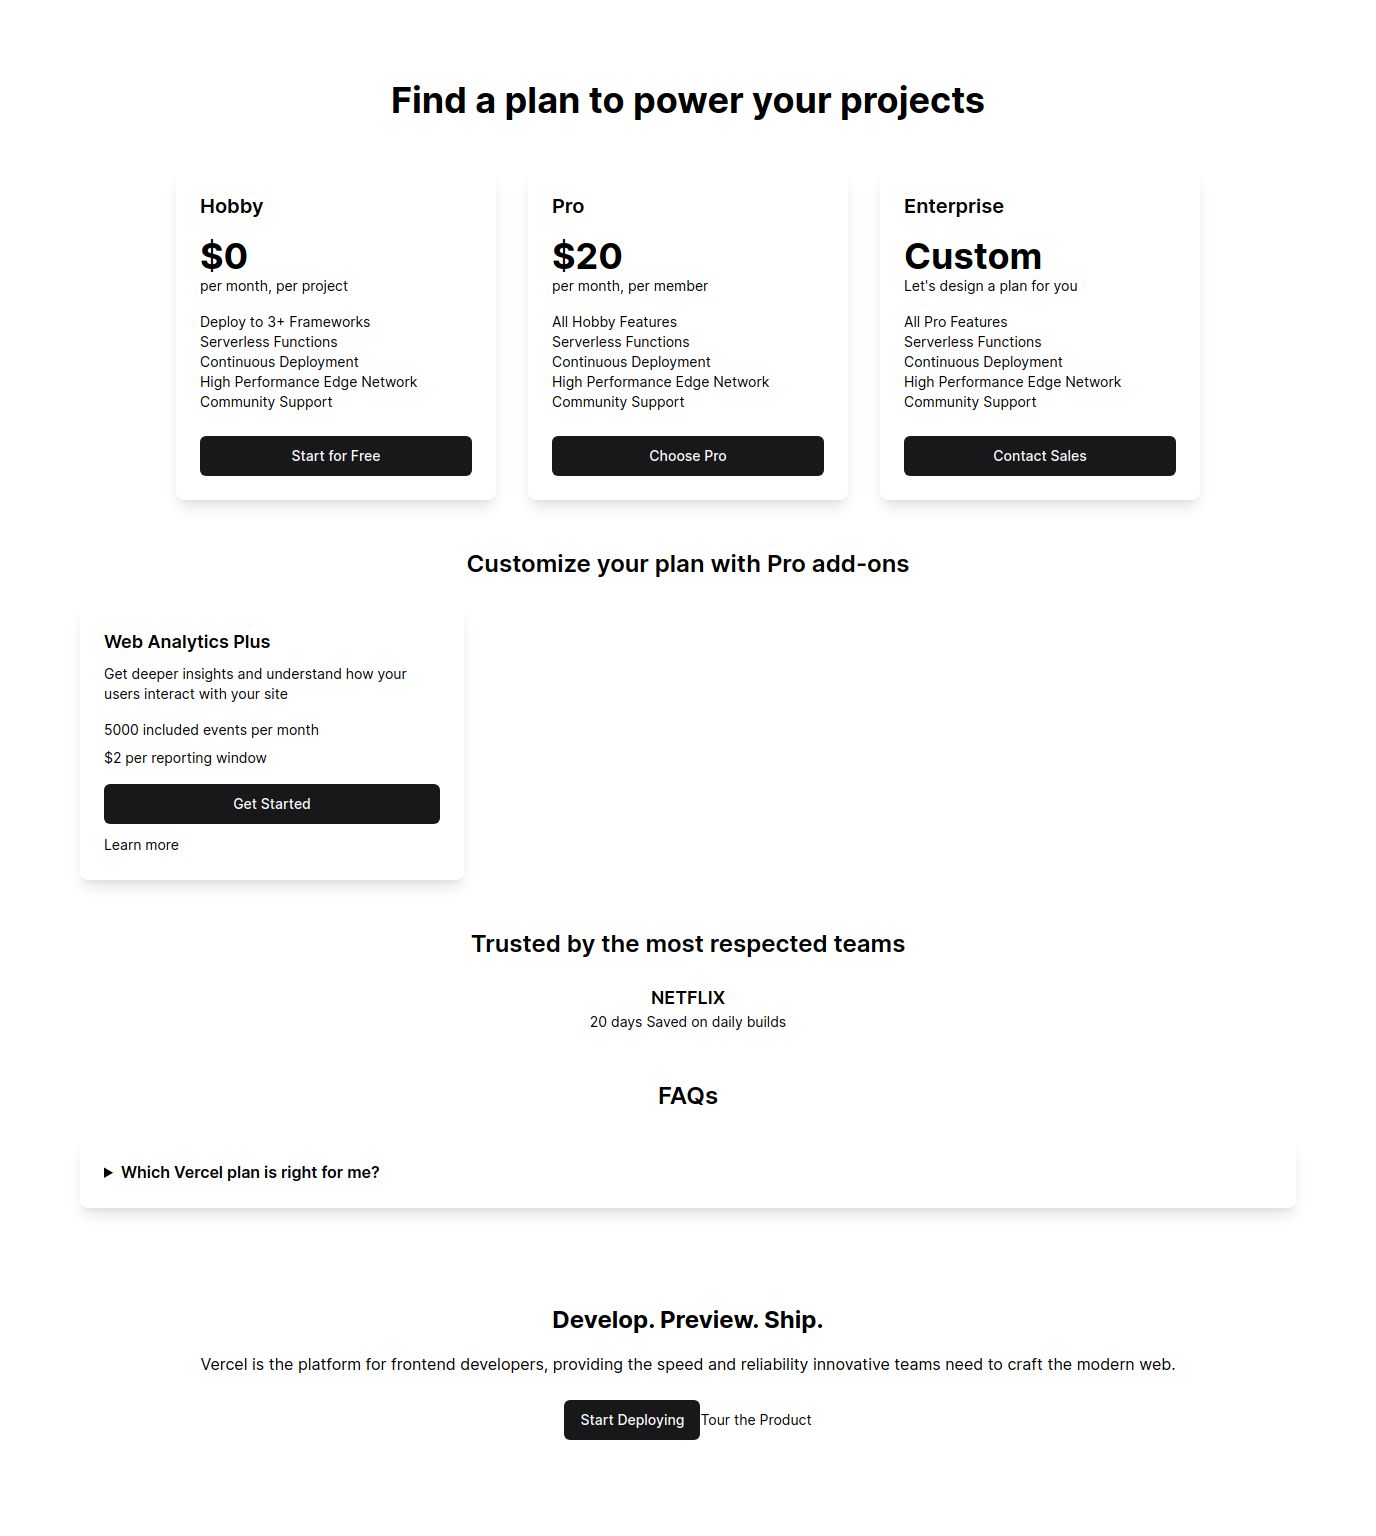 Find a plan to power your projects
Hobby
$0
per month, per project
Deploy to 3+ Frameworks
Serverless Functions
Continuous Deployment
High Performance Edge Network
Community Support
Start for Free
Pro
$20
per month, per member
All Hobby Features
Serverless Functions
Continuous Deployment
High Performance Edge Network
Community Support
Choose Pro
Enterprise
Custom
Let's design a plan for you
All Pro Features
Serverless Functions
Continuous Deployment
High Performance Edge Network
Community Support
Contact Sales
Customize your plan with Pro add-ons
Web Analytics Plus
Get deeper insights and understand how your
users interact with your site
5000 included events per month
$2 per reporting window
Get Started
Learn more
Trusted by the most respected teams
NETFLIX
20 days Saved on daily builds
FAQs
Which Vercel plan is right for me?
Develop. Preview. Ship.
Vercel is the platform for frontend developers, providing the speed and reliability innovative teams need to craft the modern web.
Start Deploying
Tour the Product